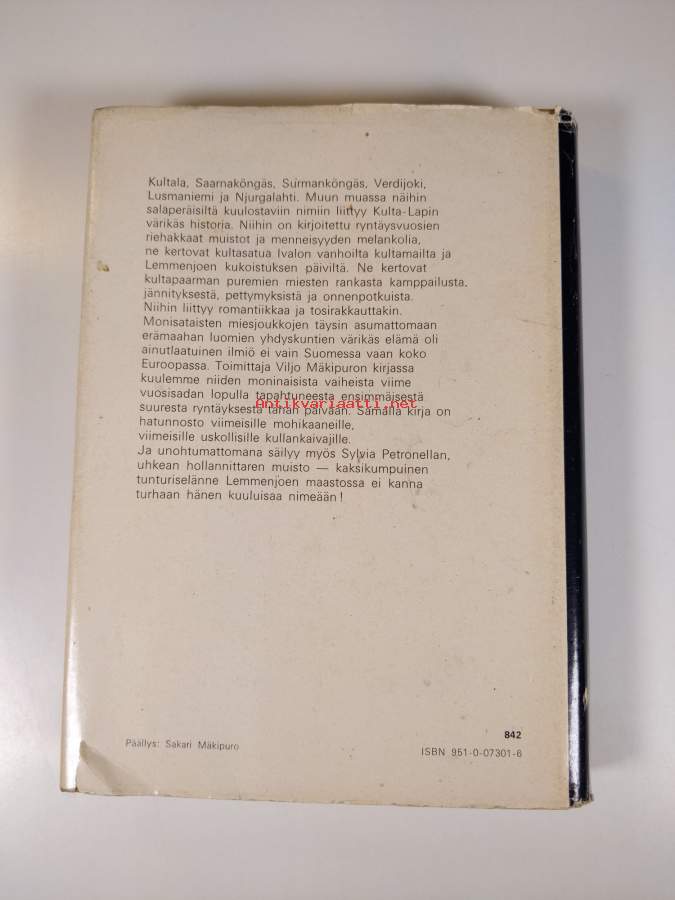 Kultala, Saarnaköngäs, Surmanköngäs, Verdijoki,
Lusmaniemi ja Njurgalahti. Muun muassa näihin
salaperäisiltä kuulostaviin nimiin liittyy Kulta-Lapin
värikäs historia. Niihin on kirjoitettu ryntäysvuosien
riehakkaat muistot ja menneisyyden melankolia,
ne kertovat kultasatua Ivalon vanhoilta kultamailta ja
Lemmenjoen kukoistuksen päiviltä. Ne kertovat
kultapaarman puremien miesten rankasta kamppailusta,
jännityksestä, pettymyksistä ja onnenpotkuista.
Niihin liittyy romantiikkaa ja tosirakkauttakin.
Monisataisten miesjoukkojen täysin asumattomaan
erämaahan luomien yhdyskuntien värikäs elämä oli
ainutlaatuinen ilmiö ei vain Suomessa vaan koko
Euroopassa. Toimittaja Viljo Mäkipuron kirjassa
kuulemme niiden moninaisista vaiheista viime
vuosisadan lopulla tapahtuneesta ensimmäisestä
suuresta ryntäyksestä tähän päivään. Samalla kirja on
Antikvariaatti.net
hatunnosto viimeisille mohikaaneille,
viimeisille uskollisille kullankaivajille.
Ja unohtumattomana säilyy myös Sylvia Petronellan,
uhkean hollannittaren muisto — kaksikumpuinen
tunturiselänne Lemmenjoen maastossa ei kanna
turhaan hänen kuuluisaa nimeään!
842
Päällys: Sakari Mäkipuro
ISBN 951-0-07301-6